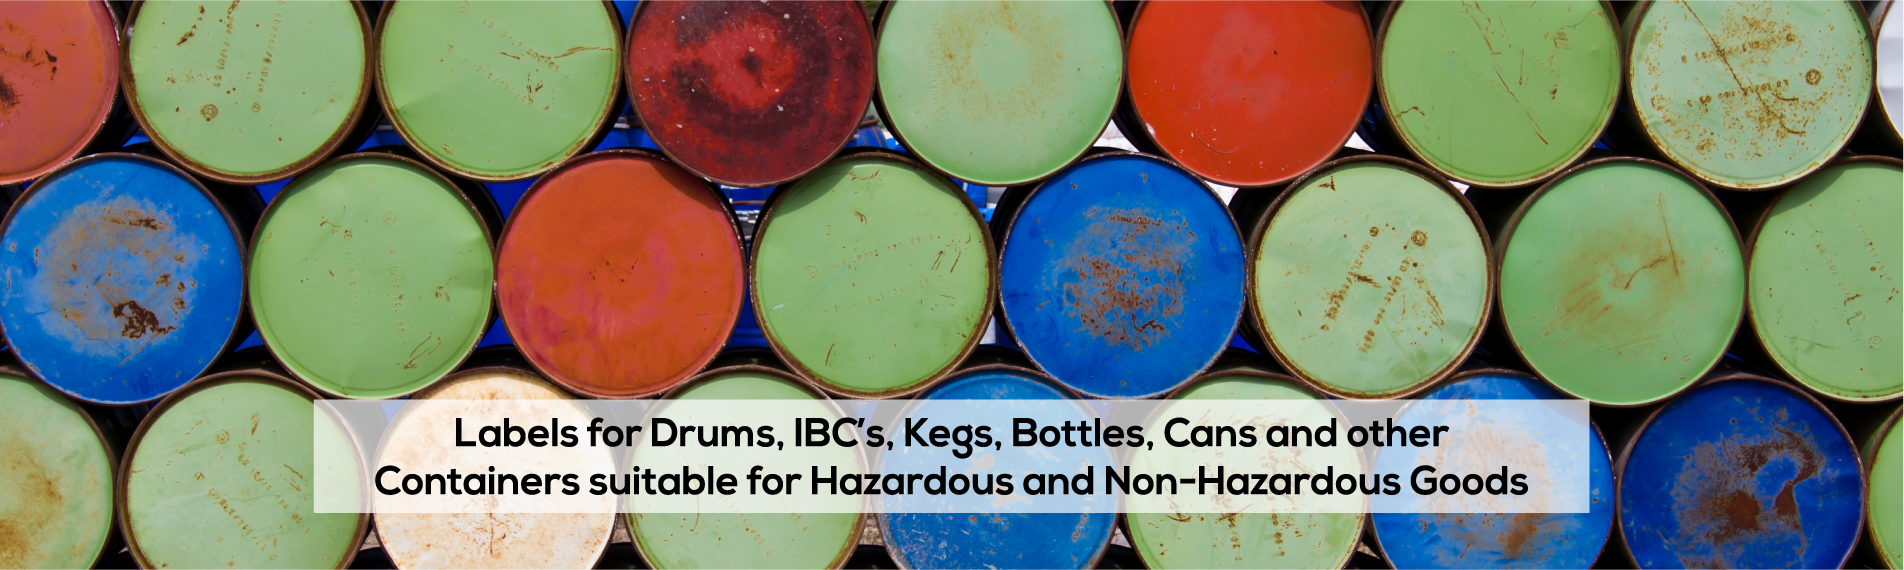 Labels for Drums, IBC’s, Kegs, Bottles, Cans and other
Containers suitable for Hazardous and Non-Hazardous Goods